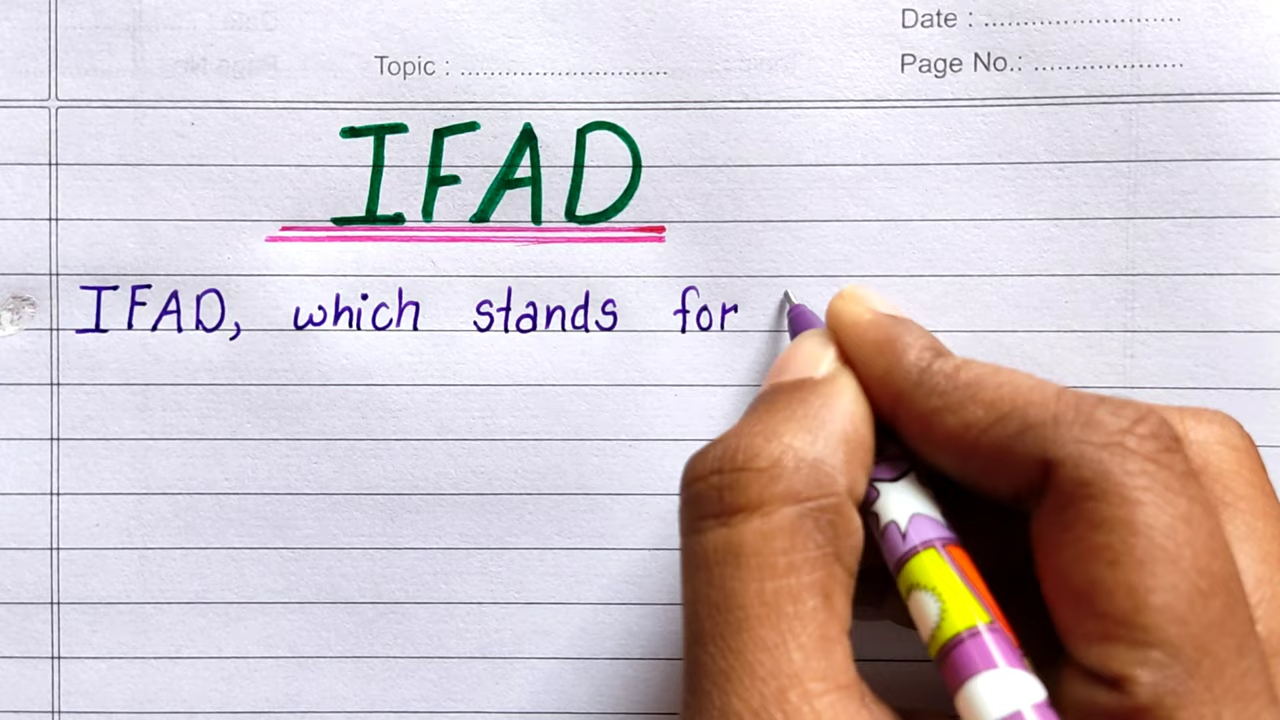 Date : ..........................
Topic : ............................
Page No.: ....................
IFAD
IFAD, which stands for